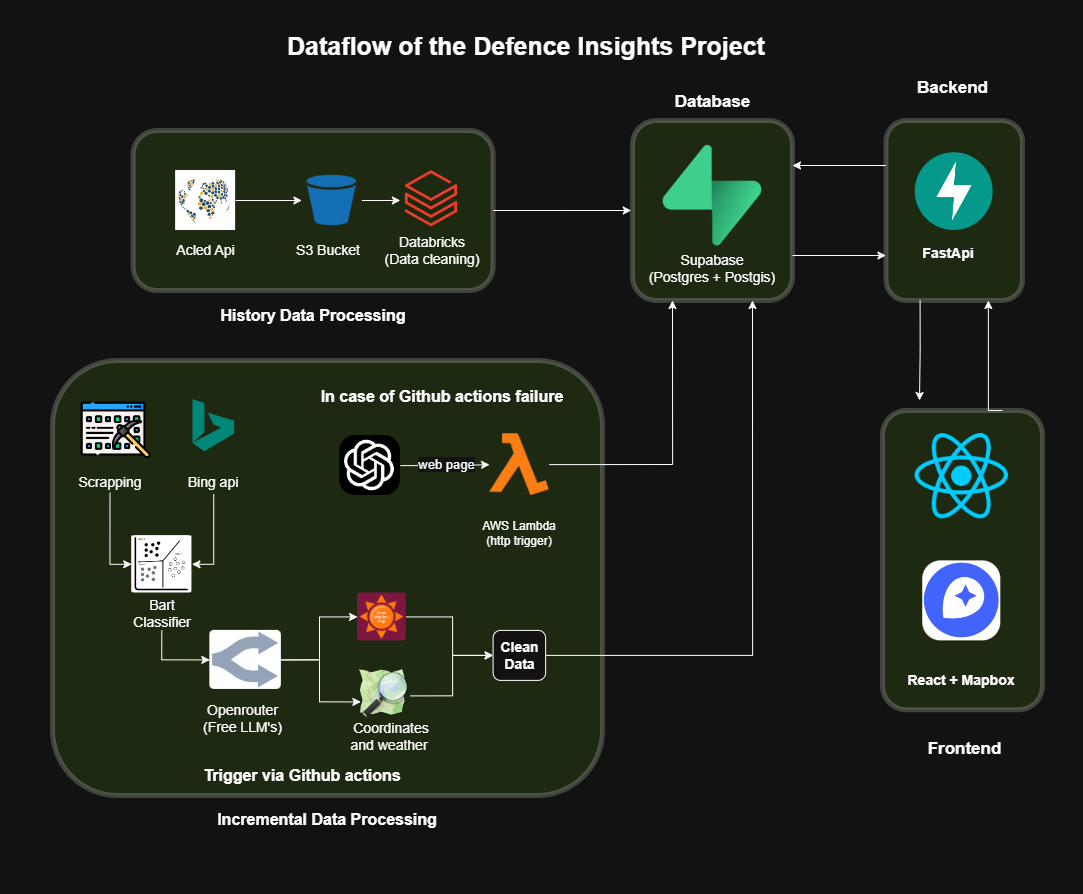 Dataflow of the Defence Insights Project
Database
Backend
Acled Api
S3 Bucket
Databricks
(Data cleaning)
History Data Processing
Supabase
(Postgres + Postgis)
FastApi
In case of Github actions failure
Scrapping
Bing api
web page
AWS Lambda
(http trigger)
Bart
Classifier
Openrouter
(Free LLM's)
Coordinates
and weather
Clean
Data
Trigger via Github actions
Incremental Data Processing
React + Mapbox
Frontend